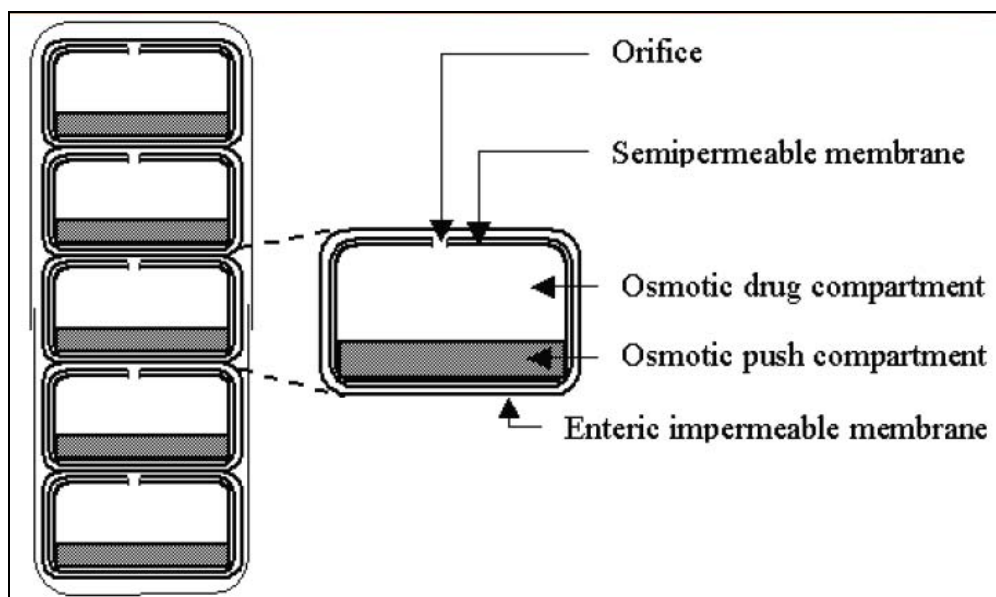 Orifice
Semipermeable membrane
Osmotic drug compartment
Osmotic push compartment
Enteric impermeable membrane